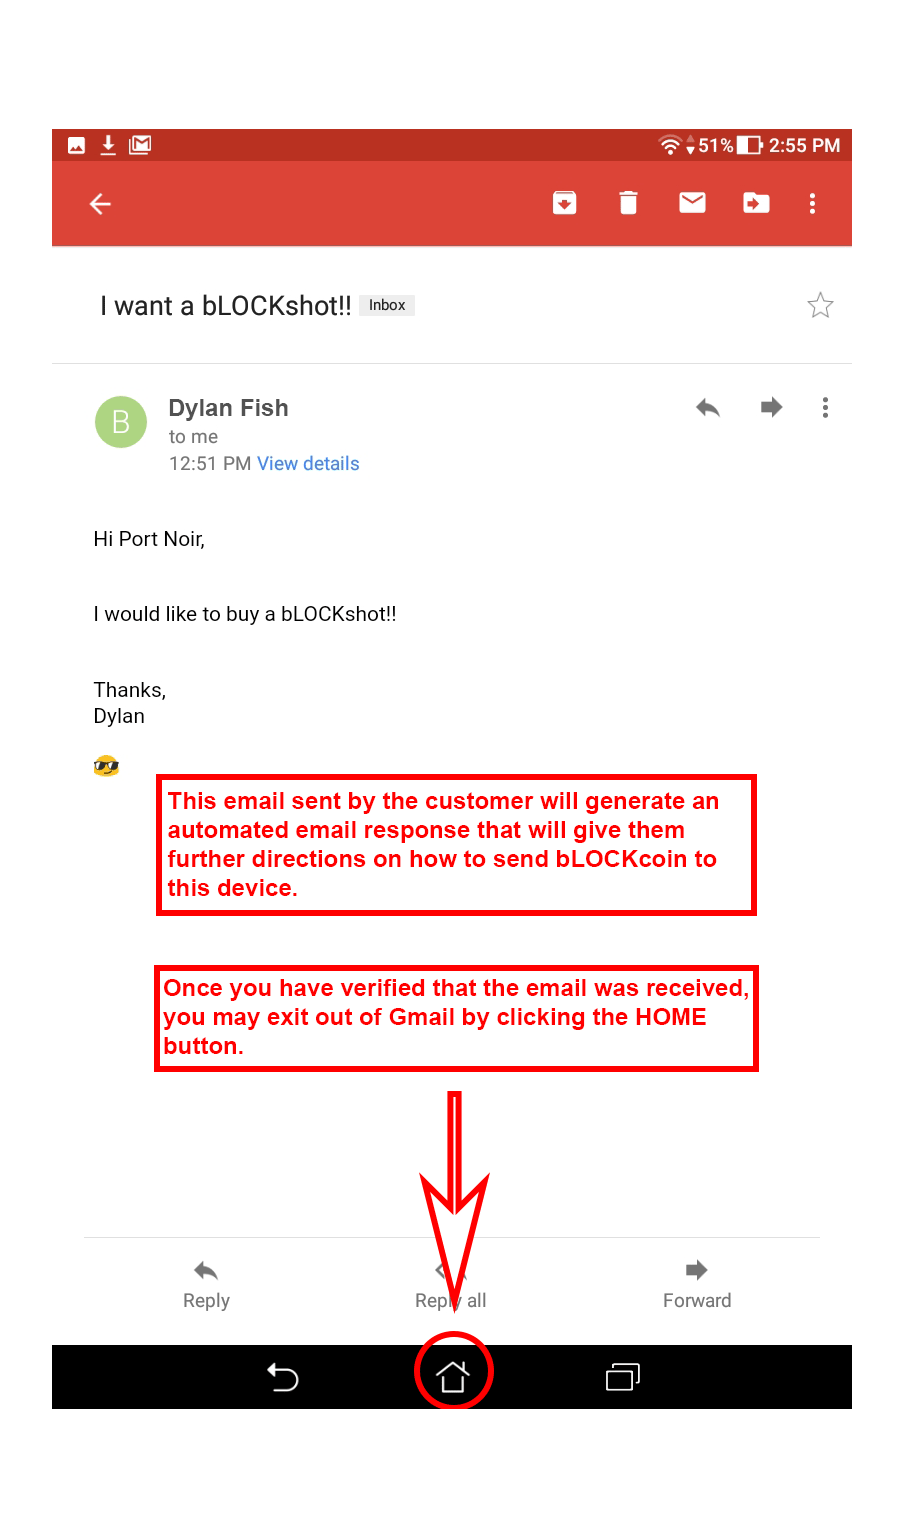 51% 2:55 PM
I want a bLOCKshot!! Inbox
B
Dylan Fish
to me
12:51 PM View details
Hi Port Noir,
I would like to buy a bLOCKshot!!
Thanks,
Dylan
This email sent by the customer will generate an
automated email response that will give them
further directions on how to send bLOCKcoin to
this device.
Once you have verified that the email was received,
you may exit out of Gmail by clicking the HOME
button.
Reply Reply all Forward